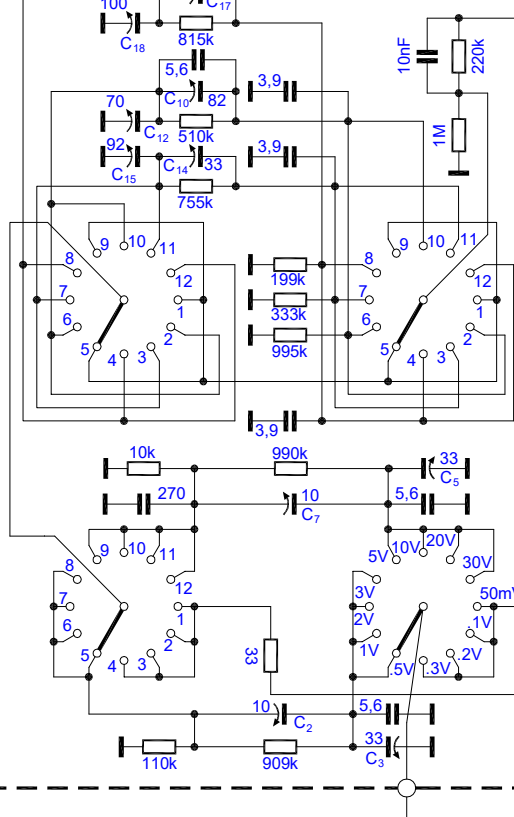 100
C17
C18
815k
5,6
C10
82
3,9
10nF
220k
70
C12
510k
1M
92
C15
C14
33
3,9
755k
9
10
11
8
12
7
1
6
2
5
4
3
199k
333k
995k
9
10
11
8
12
7
1
6
2
5
4
3
3,9
10k
990k
33
C5
270
10
C7
5,6
9
10
11
8
12
7
1
6
2
5
4
3
5V
10V
20V
30V
3V
50mV
2V
.1V
1V
.2V
.5V
.3V
33
10
C2
5,6
110k
909k
33
C3